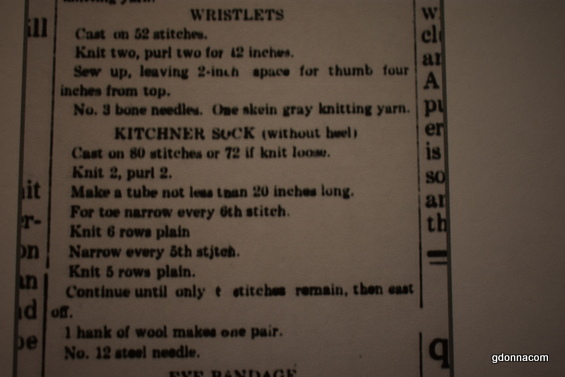 knitting yarn.
WRISTLETS
Cast on 52 stitches.
Knit two, purl two for 12 inches.
Sew up, leaving 2-inch space for thumb four
inches from top.
No. 3 bone needles. One skein gray knitting yarn.
KITCHNER SOCK (without heel)
Cast on 80 stitches or 72 if knit loose.
Knit 2, purl 2.
Make a tube not less tnan 20 inches long.
For toe narrow every 6th stitch.
Knit 6 rows plain
Narrow every 5th stitch.
Knit 5 rows plain.
Continue until only stitches remain, then cast
off.
1 hank of wool makes one pair.
No. 12 steel needle.
EYE BANDAGE
gdonnacom